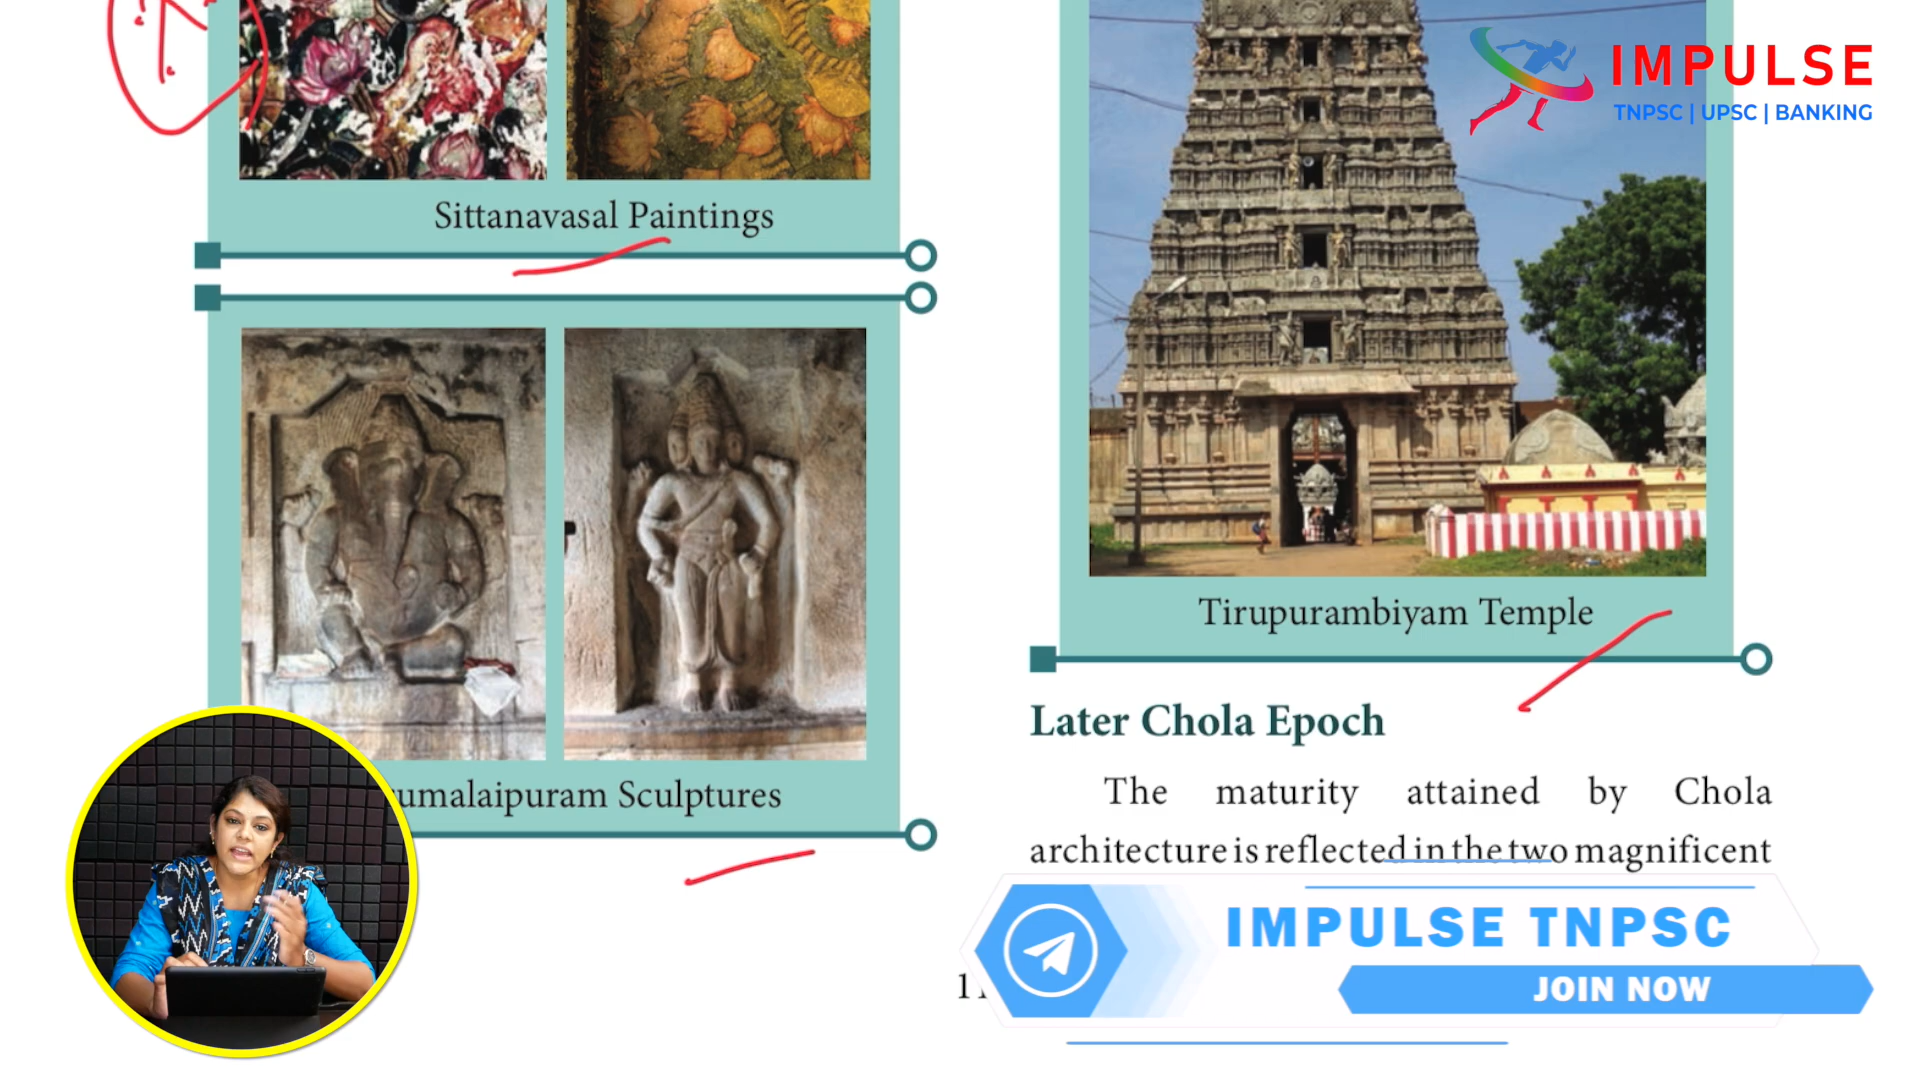 IMPULSE
TNPSC | UPSC | BANKING
Sittanavasal Paintings
umalaipuram Sculptures
Tirupurambiyam Temple
Later Chola Epoch
The maturity attained by Chola
architecture is reflected in the two magnificent
IMPULSE TNPSC
JOIN NOW